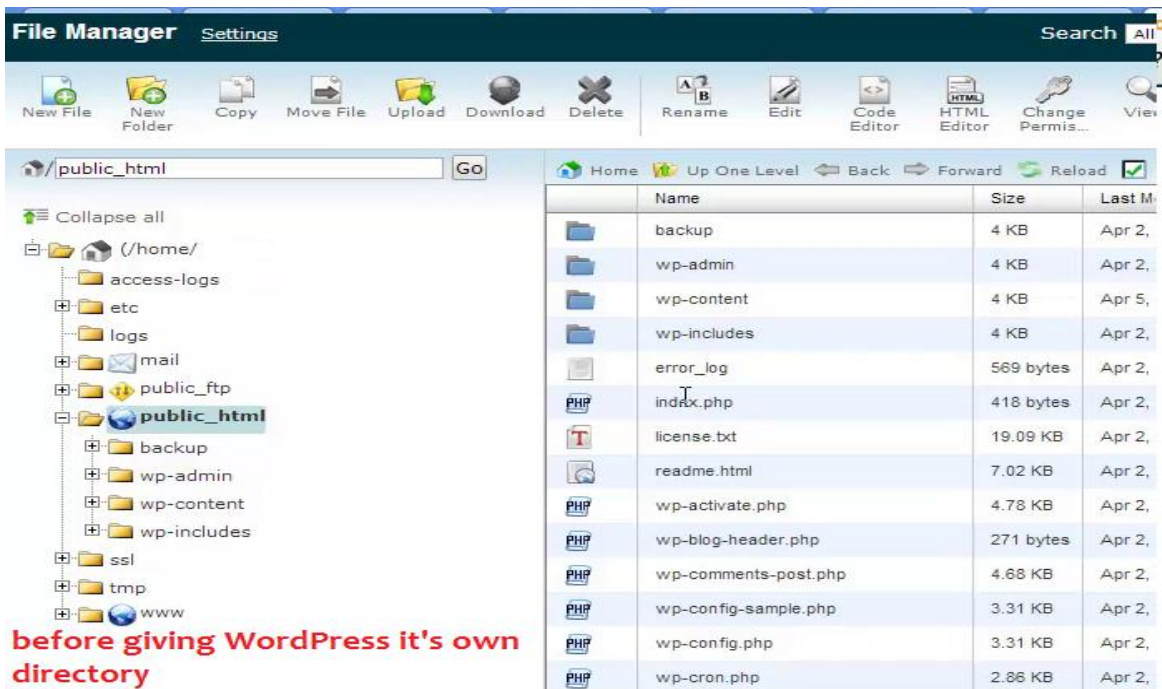 File Manager Settings Search All
New File New Folder Copy Move File Upload Download Delete Rename Edit Code Editor HTML Editor Change Permis... View
/public_html Go
Home Up One Level Back Forward Reload
Collapse all
Name Size Last M
(/home/
access-logs
etc
logs
mail
public_ftp
public_html
backup
wp-admin
wp-content
wp-includes
ssl
tmp
www
backup 4 KB Apr 2,
wp-admin 4 KB Apr 2,
wp-content 4 KB Apr 5,
wp-includes 4 KB Apr 2,
error_log 569 bytes Apr 2,
index.php 418 bytes Apr 2,
license.txt 19.09 KB Apr 2,
readme.html 7.02 KB Apr 2,
wp-activate.php 4.78 KB Apr 2,
wp-blog-header.php 271 bytes Apr 2,
wp-comments-post.php 4.68 KB Apr 2,
wp-config-sample.php 3.31 KB Apr 2,
wp-config.php 3.31 KB Apr 2,
wp-cron.php 2.86 KB Apr 2,
before giving WordPress it's own
directory